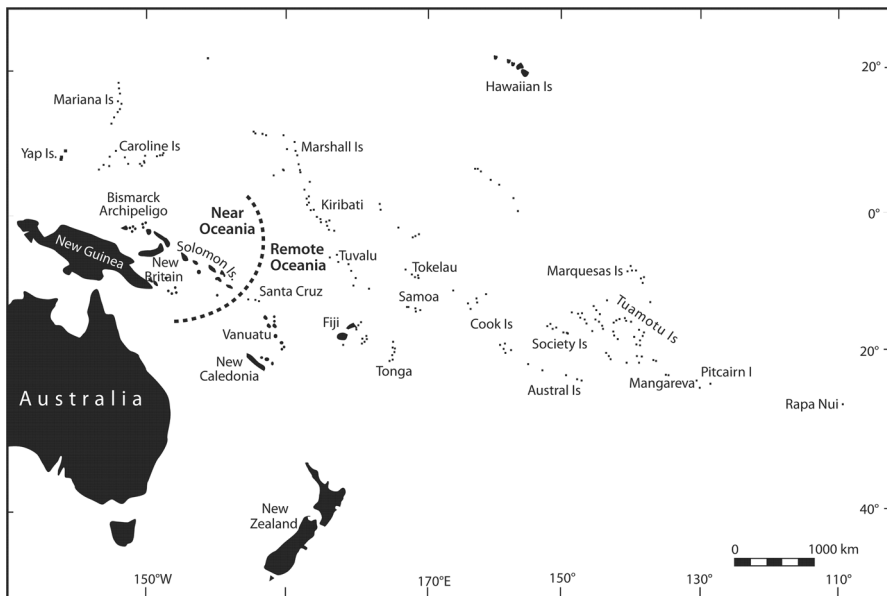 20°
Hawaiian Is
Mariana Is
Yap Is.
Caroline Is
Marshall Is
Bismarck
Archipeligo
Near
Oceania
Kiribati
0°
New Guinea
Solomon Is
New
Britain
Remote
Oceania
Tuvalu
Tokelau
Marquesas Is
Santa Cruz
Samoa
Tuamotu Is
Vanuatu
Fiji
Cook Is
Society Is
20°
New
Caledonia
Tonga
Austral Is
Mangareva
Pitcairn I
Australia
Rapa Nui
New
Zealand
40°
0 1000 km
150°W
170°E
150°
130°
110°